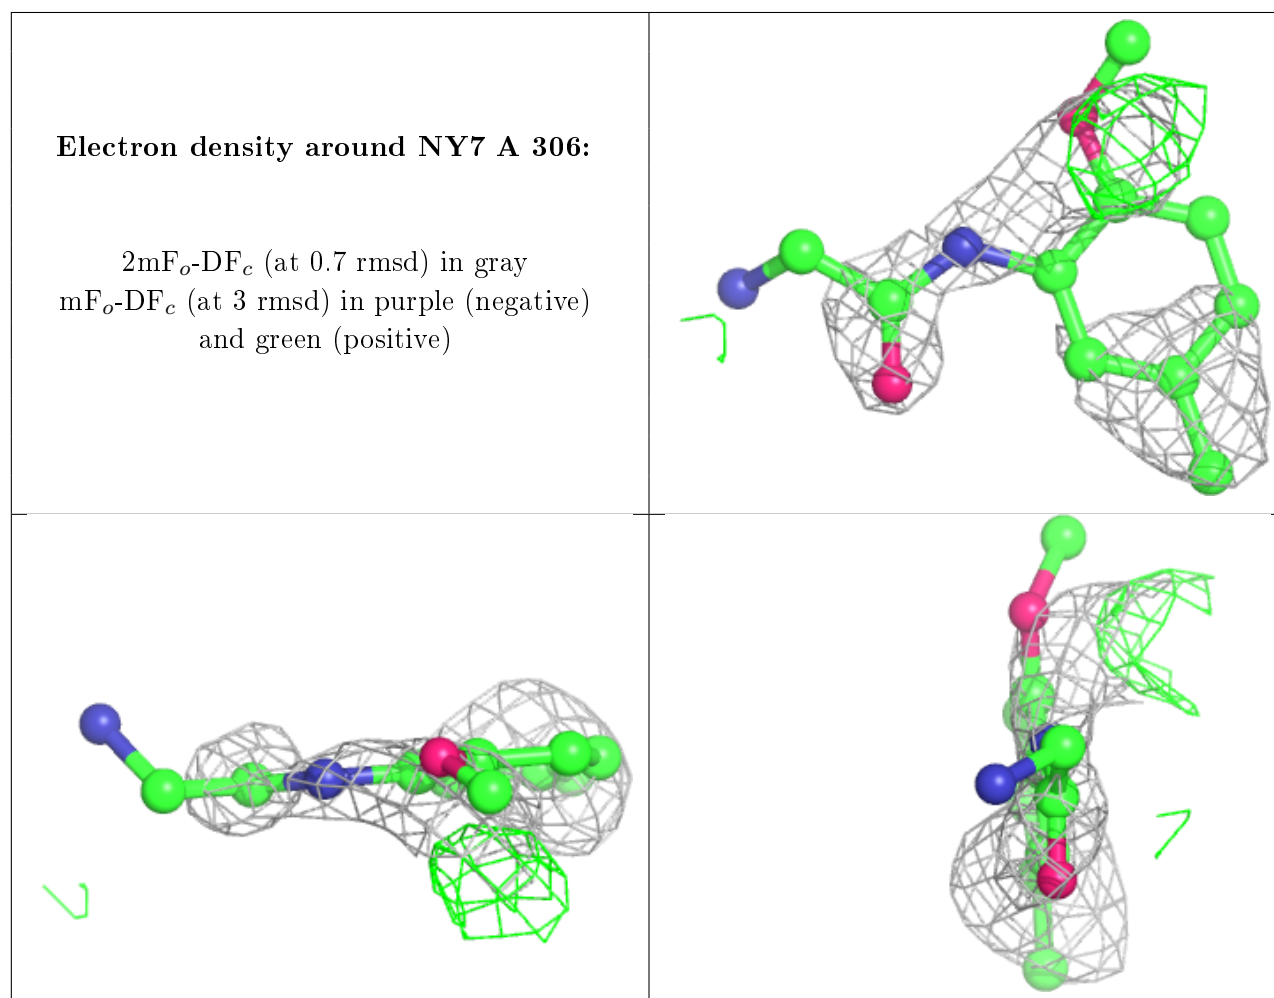 Electron density around NY7 A 306:
2mFo-DFc (at 0.7 rmsd) in gray
mFo-DFc (at 3 rmsd) in purple (negative)
and green (positive)